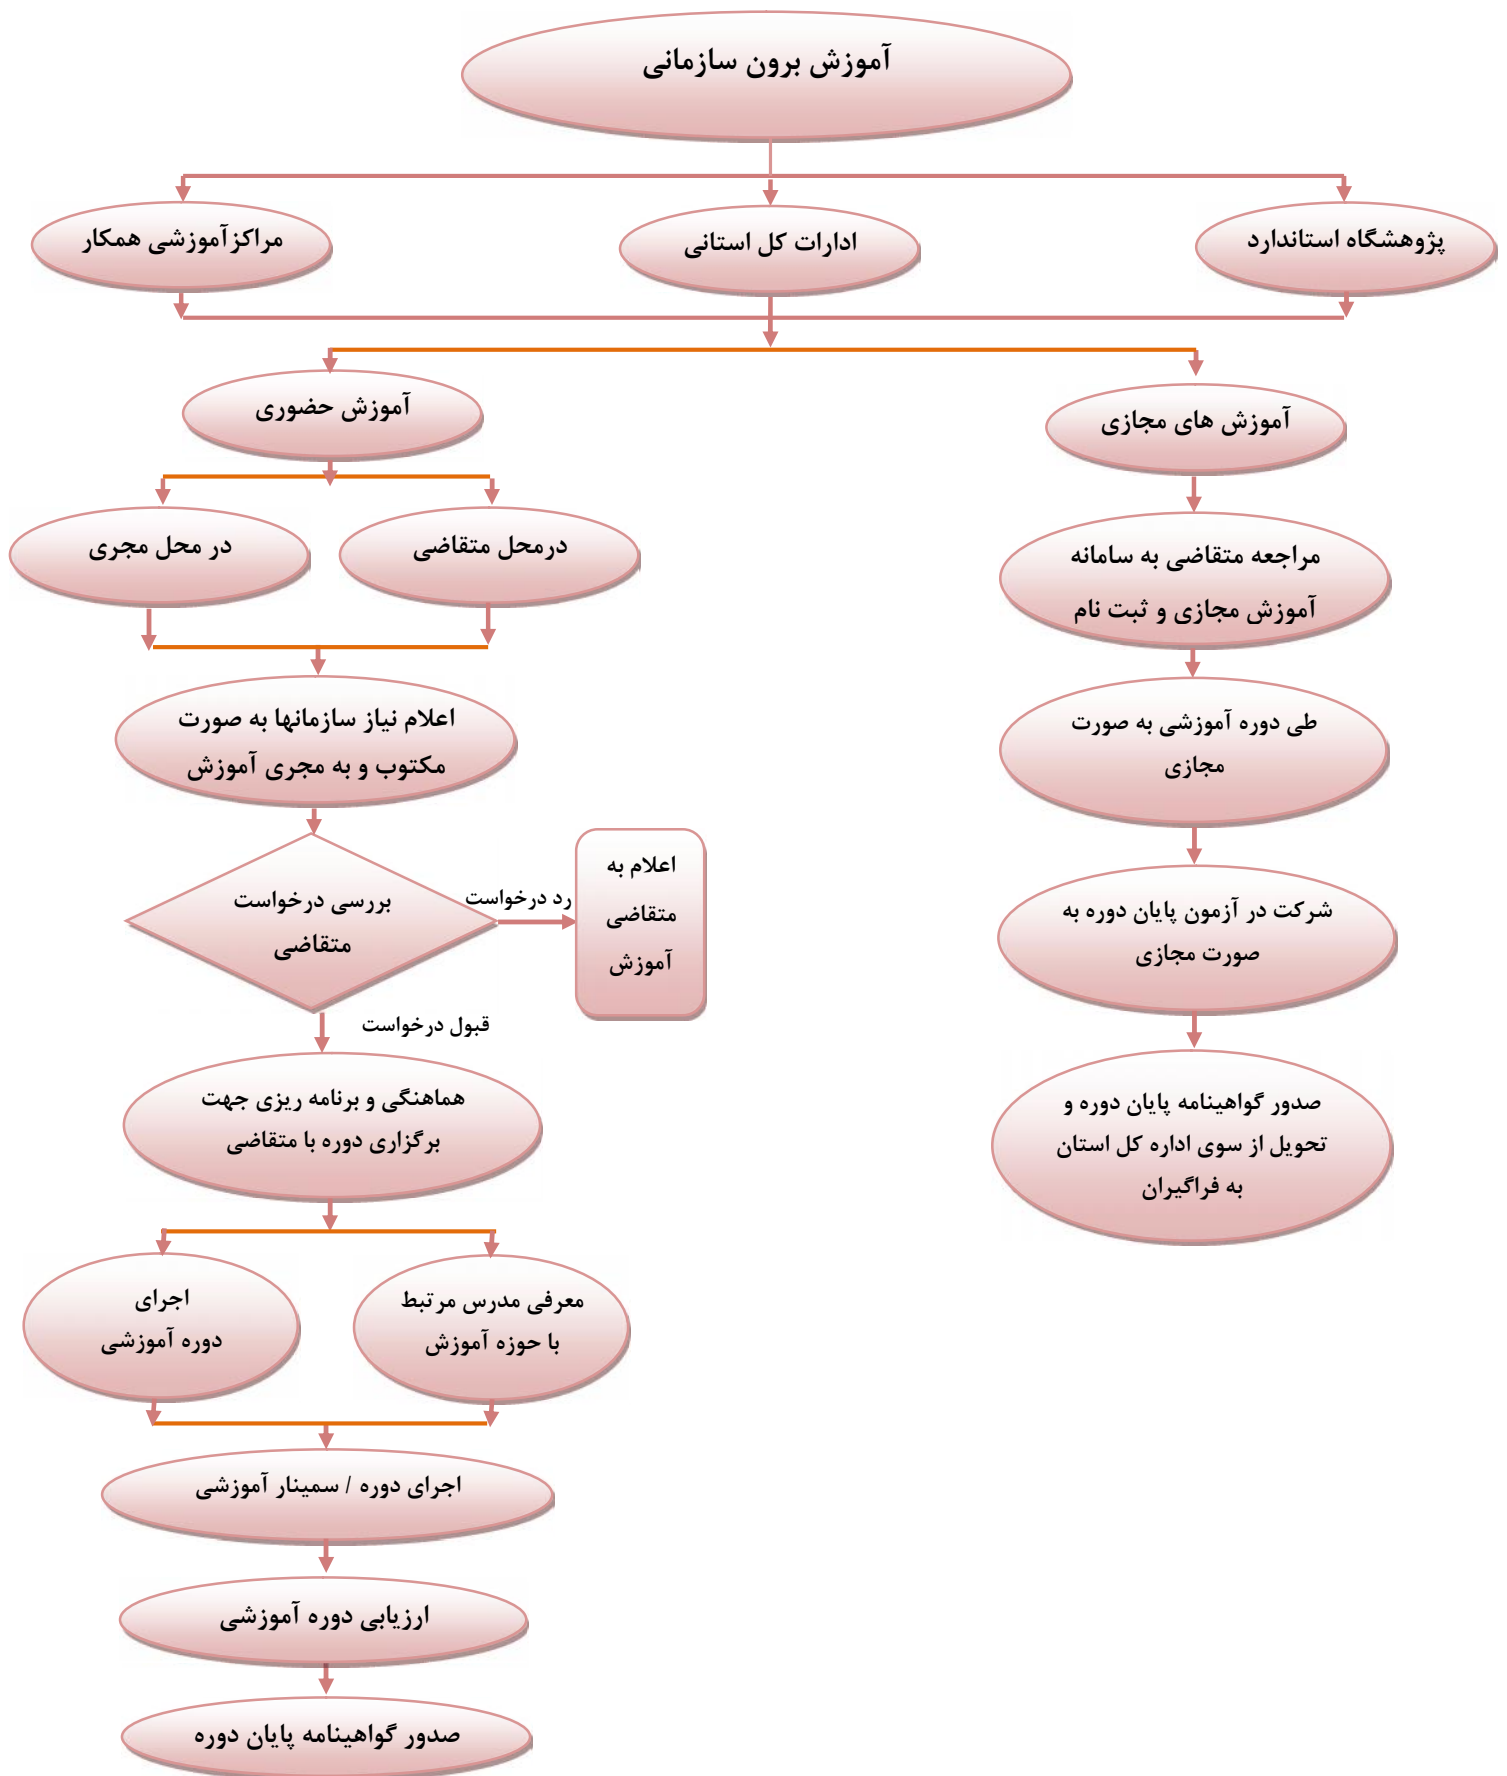 آموزش برون سازمانی
پژوهشگاه استاندارد
ادارات کل استانی
مراکزآموزشی همکار
آموزش های مجازی
مراجعه متقاضی به سامانه
آموزش مجازی و ثبت نام
طی دوره آموزشی به صورت
مجازی
شرکت در آزمون پایان دوره به
صورت مجازی
صدور گواهینامه پایان دوره و
تحویل از سوی اداره کل استان
به فراگیران
آموزش حضوری
درمحل متقاضی
در محل مجری
اعلام نیاز سازمانها به صورت
مکتوب و به مجری آموزش
بررسی درخواست
متقاضی
رد درخواست
اعلام به
متقاضی
آموزش
قبول درخواست
هماهنگی و برنامه ریزی جهت
برگزاری دوره با متقاضی
معرفی مدرس مرتبط
با حوزه آموزش
اجرای
دوره آموزشی
اجرای دوره / سمینار آموزشی
ارزیابی دوره آموزشی
صدور گواهینامه پایان دوره